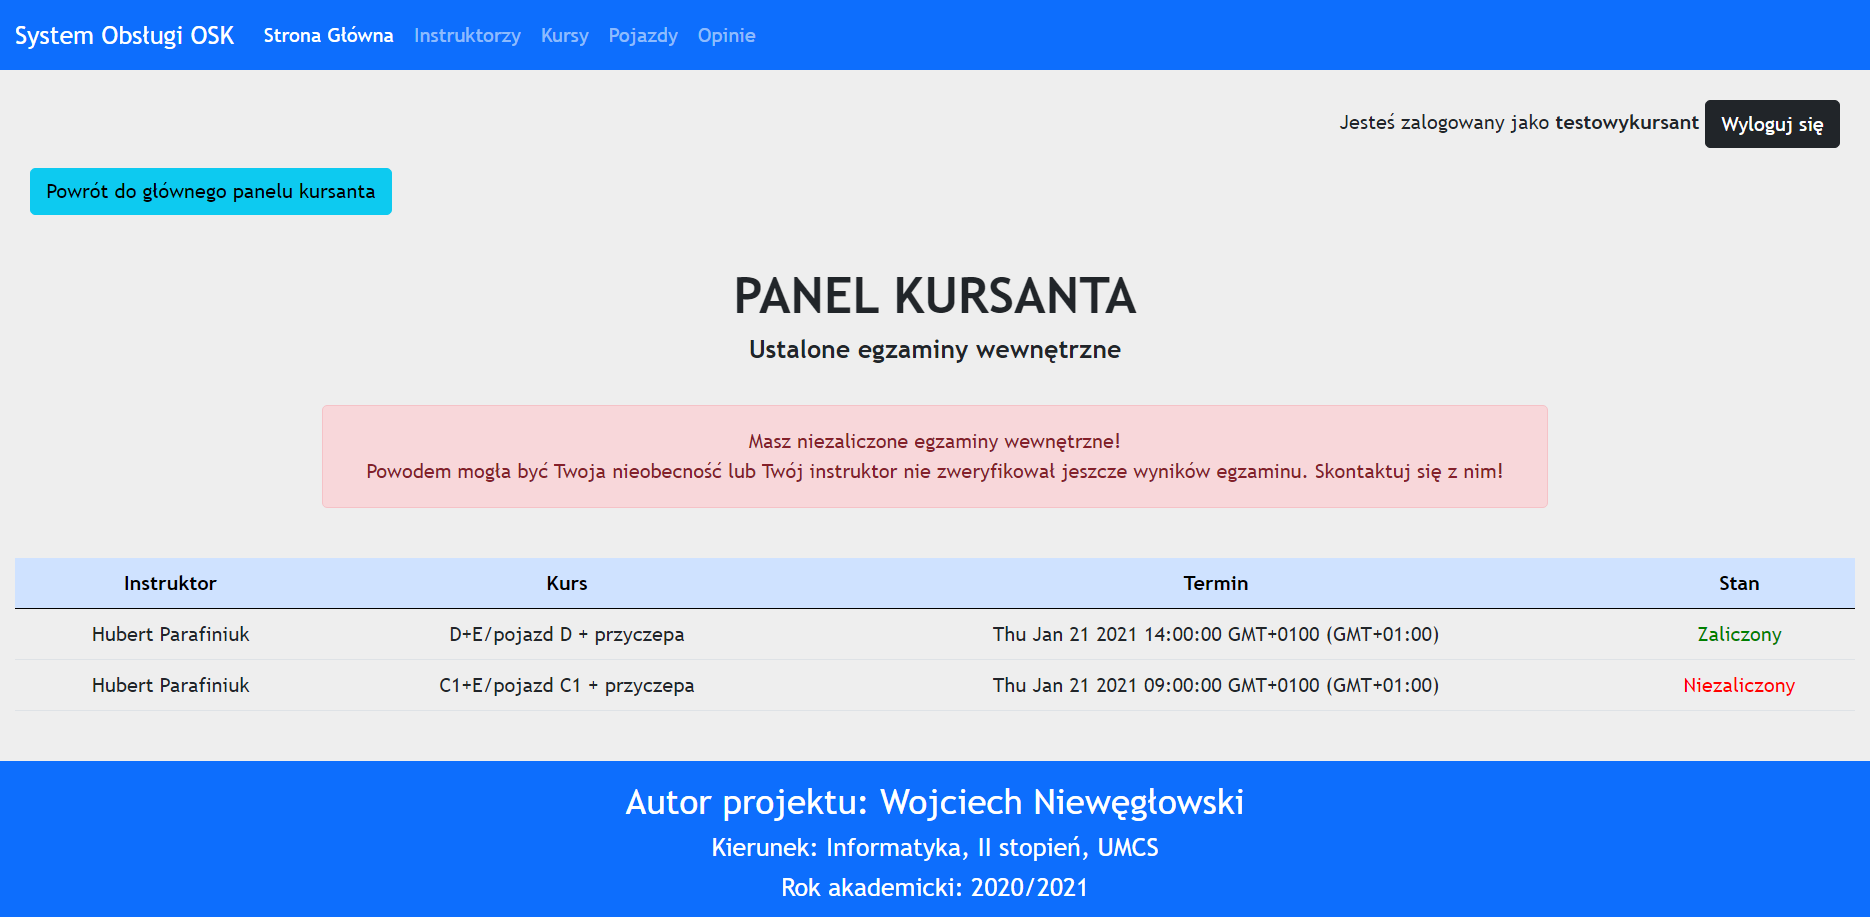 System Obsługi OSK Strona Główna Instruktorzy Kursy Pojazdy Opinie
Jesteś zalogowany jako testowykursant Wyloguj się
Powrót do głównego panelu kursanta
PANEL KURSANTA
Ustalone egzaminy wewnętrzne
Masz niezaliczone egzaminy wewnętrzne!
Powodem mogła być Twoja nieobecność lub Twój instruktor nie zweryfikował jeszcze wyników egzaminu. Skontaktuj się z nim!
Instruktor Kurs Termin Stan
Hubert Parafiniuk D+E/pojazd D + przyczepa Thu Jan 21 2021 14:00:00 GMT+0100 (GMT+01:00) Zaliczony
Hubert Parafiniuk C1+E/pojazd C1 + przyczepa Thu Jan 21 2021 09:00:00 GMT+0100 (GMT+01:00) Niezaliczony
Autor projektu: Wojciech Niewęgłowski
Kierunek: Informatyka, II stopień, UMCS
Rok akademicki: 2020/2021